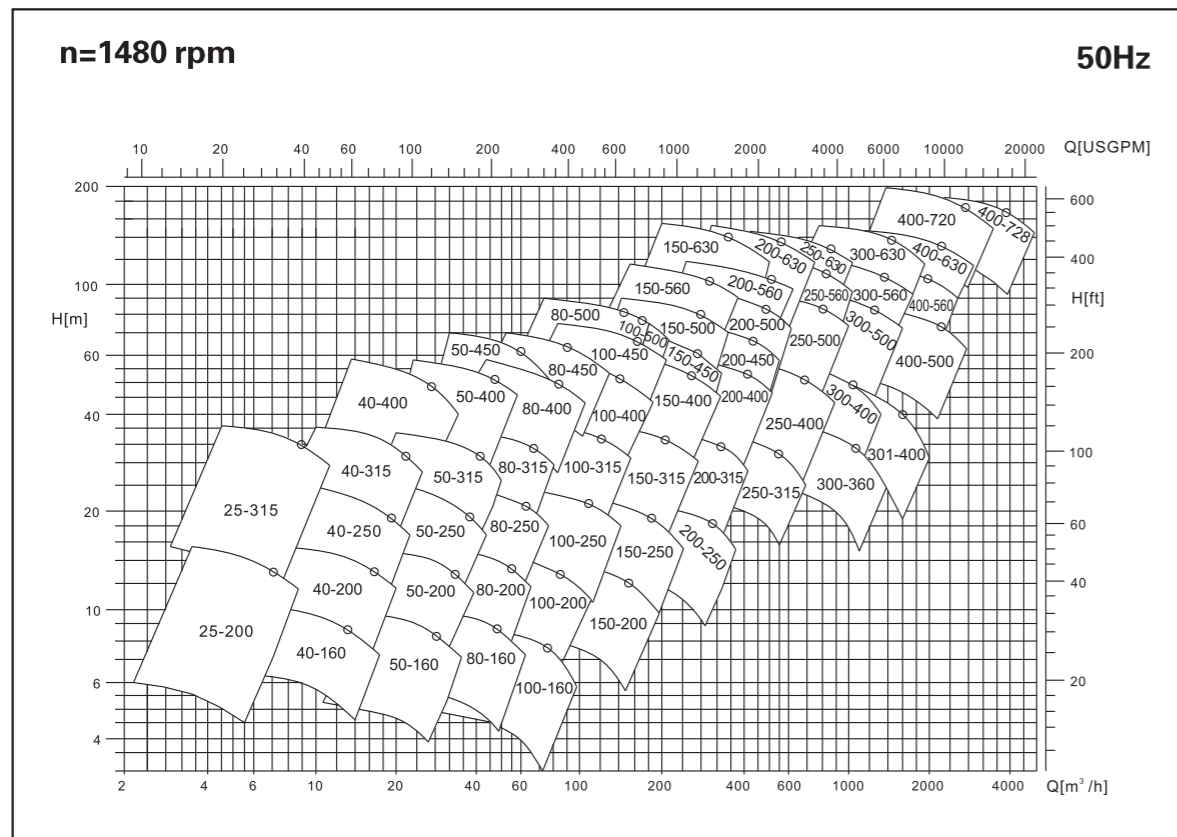 n=1480 rpm
50Hz
10 20 40 60 100 200 400 600 1000 2000 4000 6000 10000 20000 Q[USGPM]
200 100 60 40 20 10 6 4
H[m]
600 400 200 100 60 40 20
H[ft]
400-720 400-728
150-630 200-630 250-630 300-630 400-630
150-560 200-560 250-560 300-560 400-560
80-500 100-500 150-500 200-500 250-500 300-500 400-500
50-450 80-450 100-450 150-450 200-450
40-400 50-400 80-400 100-400 150-400 200-400 250-400 300-400 301-400
300-360
25-315 40-315 50-315 80-315 100-315 150-315 200-315 250-315
40-250 50-250 80-250 100-250 150-250 200-250
25-200 40-200 50-200 80-200 100-200 150-200
40-160 50-160 80-160 100-160
2 4 6 10 20 40 60 100 200 400 600 1000 2000 4000 Q[m³/h]